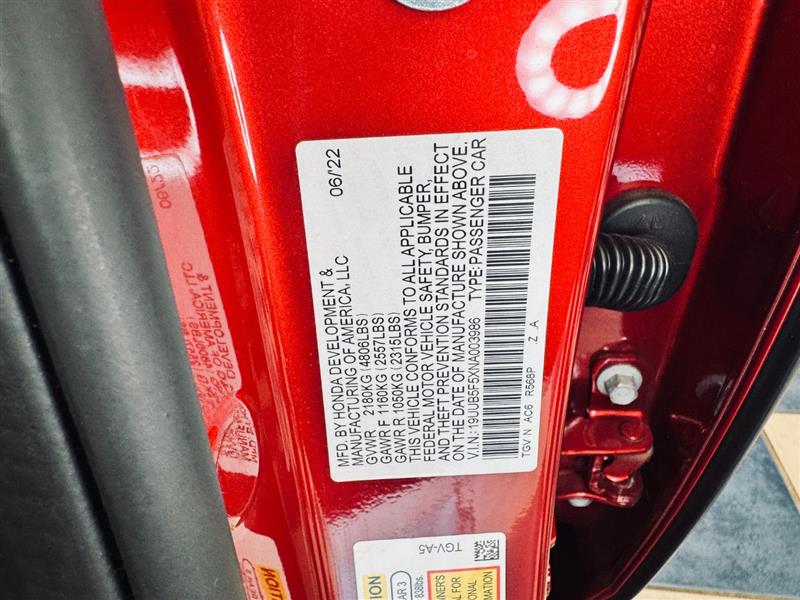 06/'22
MFD. BY HONDA DEVELOPMENT &
MANUFACTURING OF AMERICA, LLC
GVWR 2180KG (4806LBS)
GAWR F 1160KG (2557LBS)
GAWR R 1050KG (2315LBS)
THIS VEHICLE CONFORMS TO ALL APPLICABLE
FEDERAL MOTOR VEHICLE SAFETY, BUMPER,
AND THEFT PREVENTION STANDARDS IN EFFECT
ON THE DATE OF MANUFACTURE SHOWN ABOVE.
V.I.N.:19UUB5F5XNA003986 TYPE:PASSENGER CAR
TGV N AC6 R568P .Z .A
TGV-A5